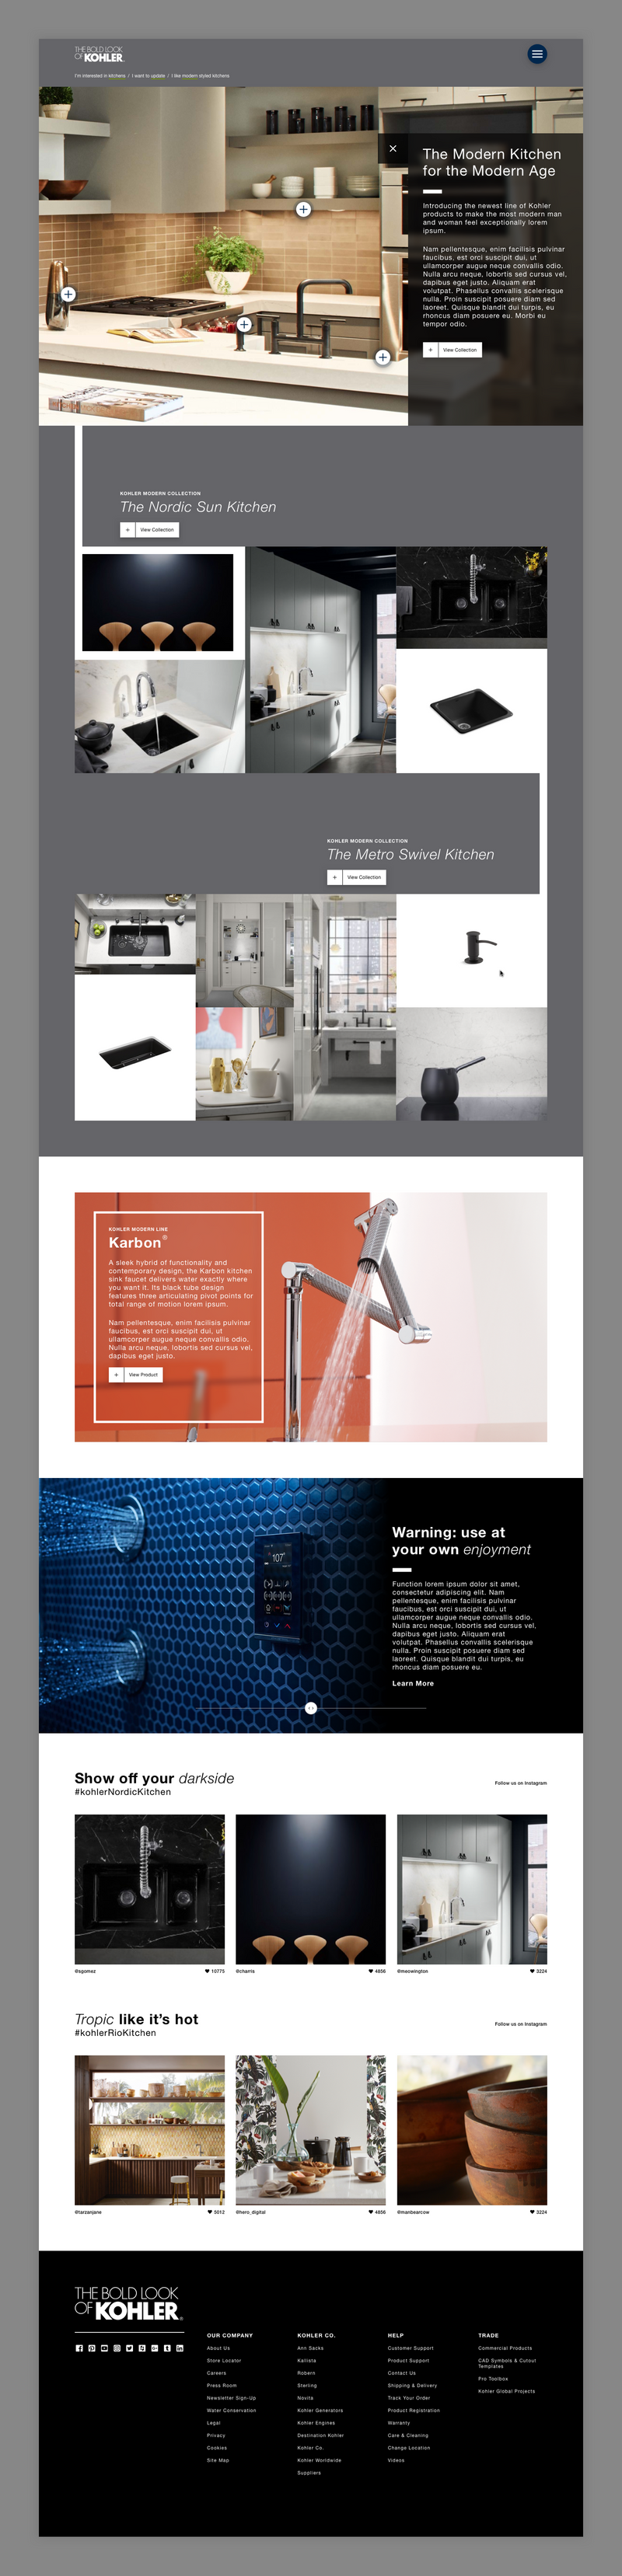 THE BOLD LOOK
OF KOHLER.
I'm interested in kitchens / I want to update / I like modern styled kitchens
The Modern Kitchen
for the Modern Age
Introducing the newest line of Kohler
products to make the most modern man
and woman feel exceptionally lorem
ipsum.
Nam pellentesque, enim facilisis pulvinar
faucibus, est orci suscipit dui, ut
ullamcorper augue neque convallis odio.
Nulla arcu neque, lobortis sed cursus vel,
dapibus eget justo. Aliquam erat
volutpat. Phasellus convallis scelerisque
nulla. Proin suscipit posuere diam sed
laoreet. Quisque blandit dui turpis, eu
rhoncus diam posuere eu. Morbi eu
tempor odio.
+ View Collection
KOHLER MODERN COLLECTION
The Nordic Sun Kitchen
+ View Collection
KOHLER MODERN COLLECTION
The Metro Swivel Kitchen
+ View Collection
KOHLER MODERN LINE
Karbon®
A sleek hybrid of functionality and
contemporary design, the Karbon kitchen
sink faucet delivers water exactly where
you want it. Its black tube design
features three articulating pivot points for
total range of motion lorem ipsum.
Nam pellentesque, enim facilisis pulvinar
faucibus, est orci suscipit dui, ut
ullamcorper augue neque convallis odio.
Nulla arcu neque, lobortis sed cursus vel,
dapibus eget justo.
+ View Product
107°
Warning: use at
your own enjoyment
Function lorem ipsum dolor sit amet,
consectetur adipiscing elit. Nam
pellentesque, enim facilisis pulvinar
faucibus, est orci suscipit dui, ut
ullamcorper augue neque convallis odio.
Nulla arcu neque, lobortis sed cursus vel,
dapibus eget justo. Aliquam erat
volutpat. Phasellus convallis scelerisque
nulla. Proin suscipit posuere diam sed
laoreet. Quisque blandit dui turpis, eu
rhoncus diam posuere eu.
Learn More
Show off your darkside
#kohlerNordicKitchen
Follow us on Instagram
@sgomez ♥ 10775
@charris ♥ 4856
@meowington ♥ 3224
Tropic like it's hot
#kohlerRioKitchen
Follow us on Instagram
@tarzanjane ♥ 5012
@hero_digital ♥ 4856
@manbearcow ♥ 3224
THE BOLD LOOK
OF KOHLER®
OUR COMPANY
About Us
Store Locator
Careers
Press Room
Newsletter Sign-Up
Water Conservation
Legal
Privacy
Cookies
Site Map
KOHLER CO.
Ann Sacks
Kallista
Robern
Sterling
Novita
Kohler Generators
Kohler Engines
Destination Kohler
Kohler Co.
Kohler Worldwide
Suppliers
HELP
Customer Support
Product Support
Contact Us
Shipping & Delivery
Track Your Order
Product Registration
Warranty
Care & Cleaning
Change Location
Videos
TRADE
Commercial Products
CAD Symbols & Cutout
Templates
Pro Toolbox
Kohler Global Projects